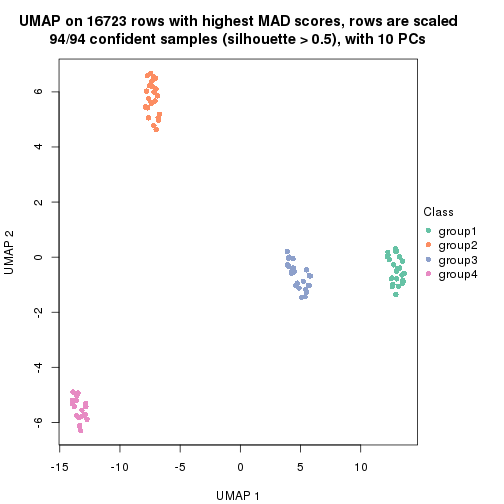 UMAP on 16723 rows with highest MAD scores, rows are scaled
94/94 confident samples (silhouette > 0.5), with 10 PCs
6
4
2
0
-2
-4
-6
UMAP 2
-15
-10
-5
0
5
10
UMAP 1
Class
group1
group2
group3
group4